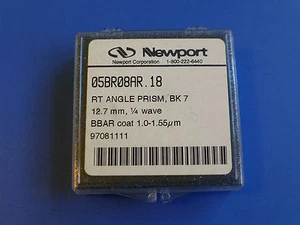 Newport
Newport Corporation 1-800-222-6440
05BR08AR.18
RT ANGLE PRISM, BK 7
12.7 mm, ¼ wave
BBAR coat 1.0-1.55µm
97081111